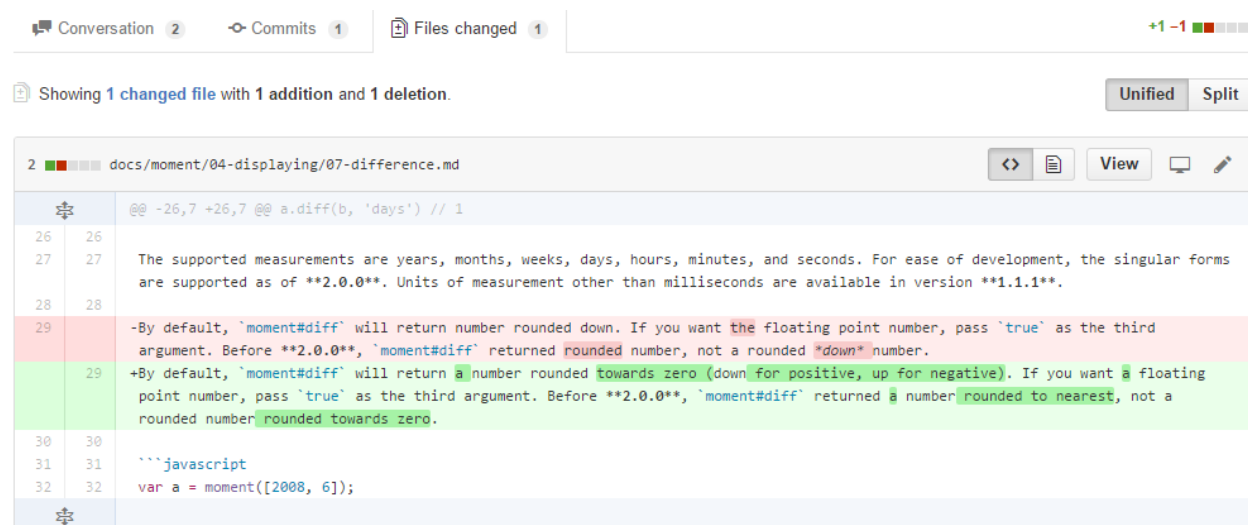 Conversation 2 Commits 1 Files changed 1 +1 −1
Showing 1 changed file with 1 addition and 1 deletion. Unified Split
2 docs/moment/04-displaying/07-difference.md <> View
@@ -26,7 +26,7 @@ a.diff(b, 'days') // 1
26 26
27 27 The supported measurements are years, months, weeks, days, hours, minutes, and seconds. For ease of development, the singular forms
are supported as of **2.0.0**. Units of measurement other than milliseconds are available in version **1.1.1**.
28 28
29 -By default, `moment#diff` will return number rounded down. If you want the floating point number, pass `true` as the third
argument. Before **2.0.0**, `moment#diff` returned rounded number, not a rounded *down* number.
29 +By default, `moment#diff` will return a number rounded towards zero (down for positive, up for negative). If you want a floating
point number, pass `true` as the third argument. Before **2.0.0**, `moment#diff` returned a number rounded to nearest, not a
rounded number rounded towards zero.
30 30
31 31 ```javascript
32 32 var a = moment([2008, 6]);